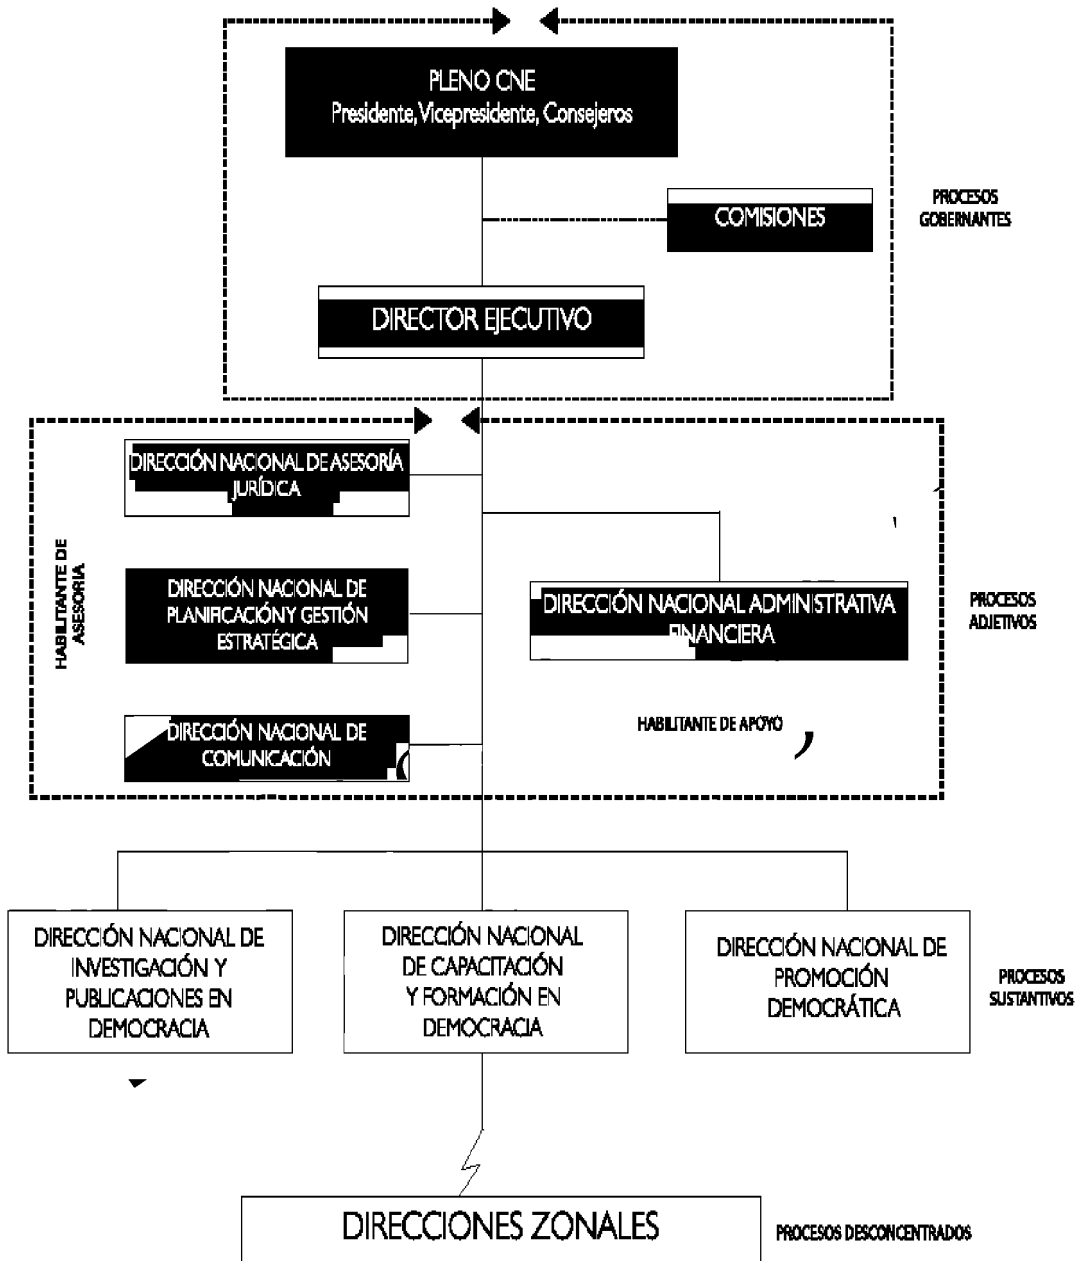 PLENO CNE
Presidente, Vicepresidente, Consejeros
COMISIONES
PROCESOS
GOBERNANTES
DIRECTOR EJECUTIVO
DIRECCIÓN NACIONAL DE ASESORÍA
JURÍDICA
HABILITANTE DE
ASESORIA
DIRECCIÓN NACIONAL DE
PLANIFICACIÓN Y GESTIÓN
ESTRATÉGICA
DIRECCIÓN NACIONAL ADMINISTRATIVA
FINANCIERA
PROCESOS
ADJETIVOS
DIRECCIÓN NACIONAL DE
COMUNICACIÓN
HABILITANTE DE APOYO
DIRECCIÓN NACIONAL DE
INVESTIGACIÓN Y
PUBLICACIONES EN
DEMOCRACIA
DIRECCIÓN NACIONAL
DE CAPACITACIÓN
Y FORMACIÓN EN
DEMOCRACIA
DIRECCIÓN NACIONAL DE
PROMOCIÓN
DEMOCRÁTICA
PROCESOS
SUSTANTIVOS
DIRECCIONES ZONALES
PROCESOS DESCONCENTRADOS